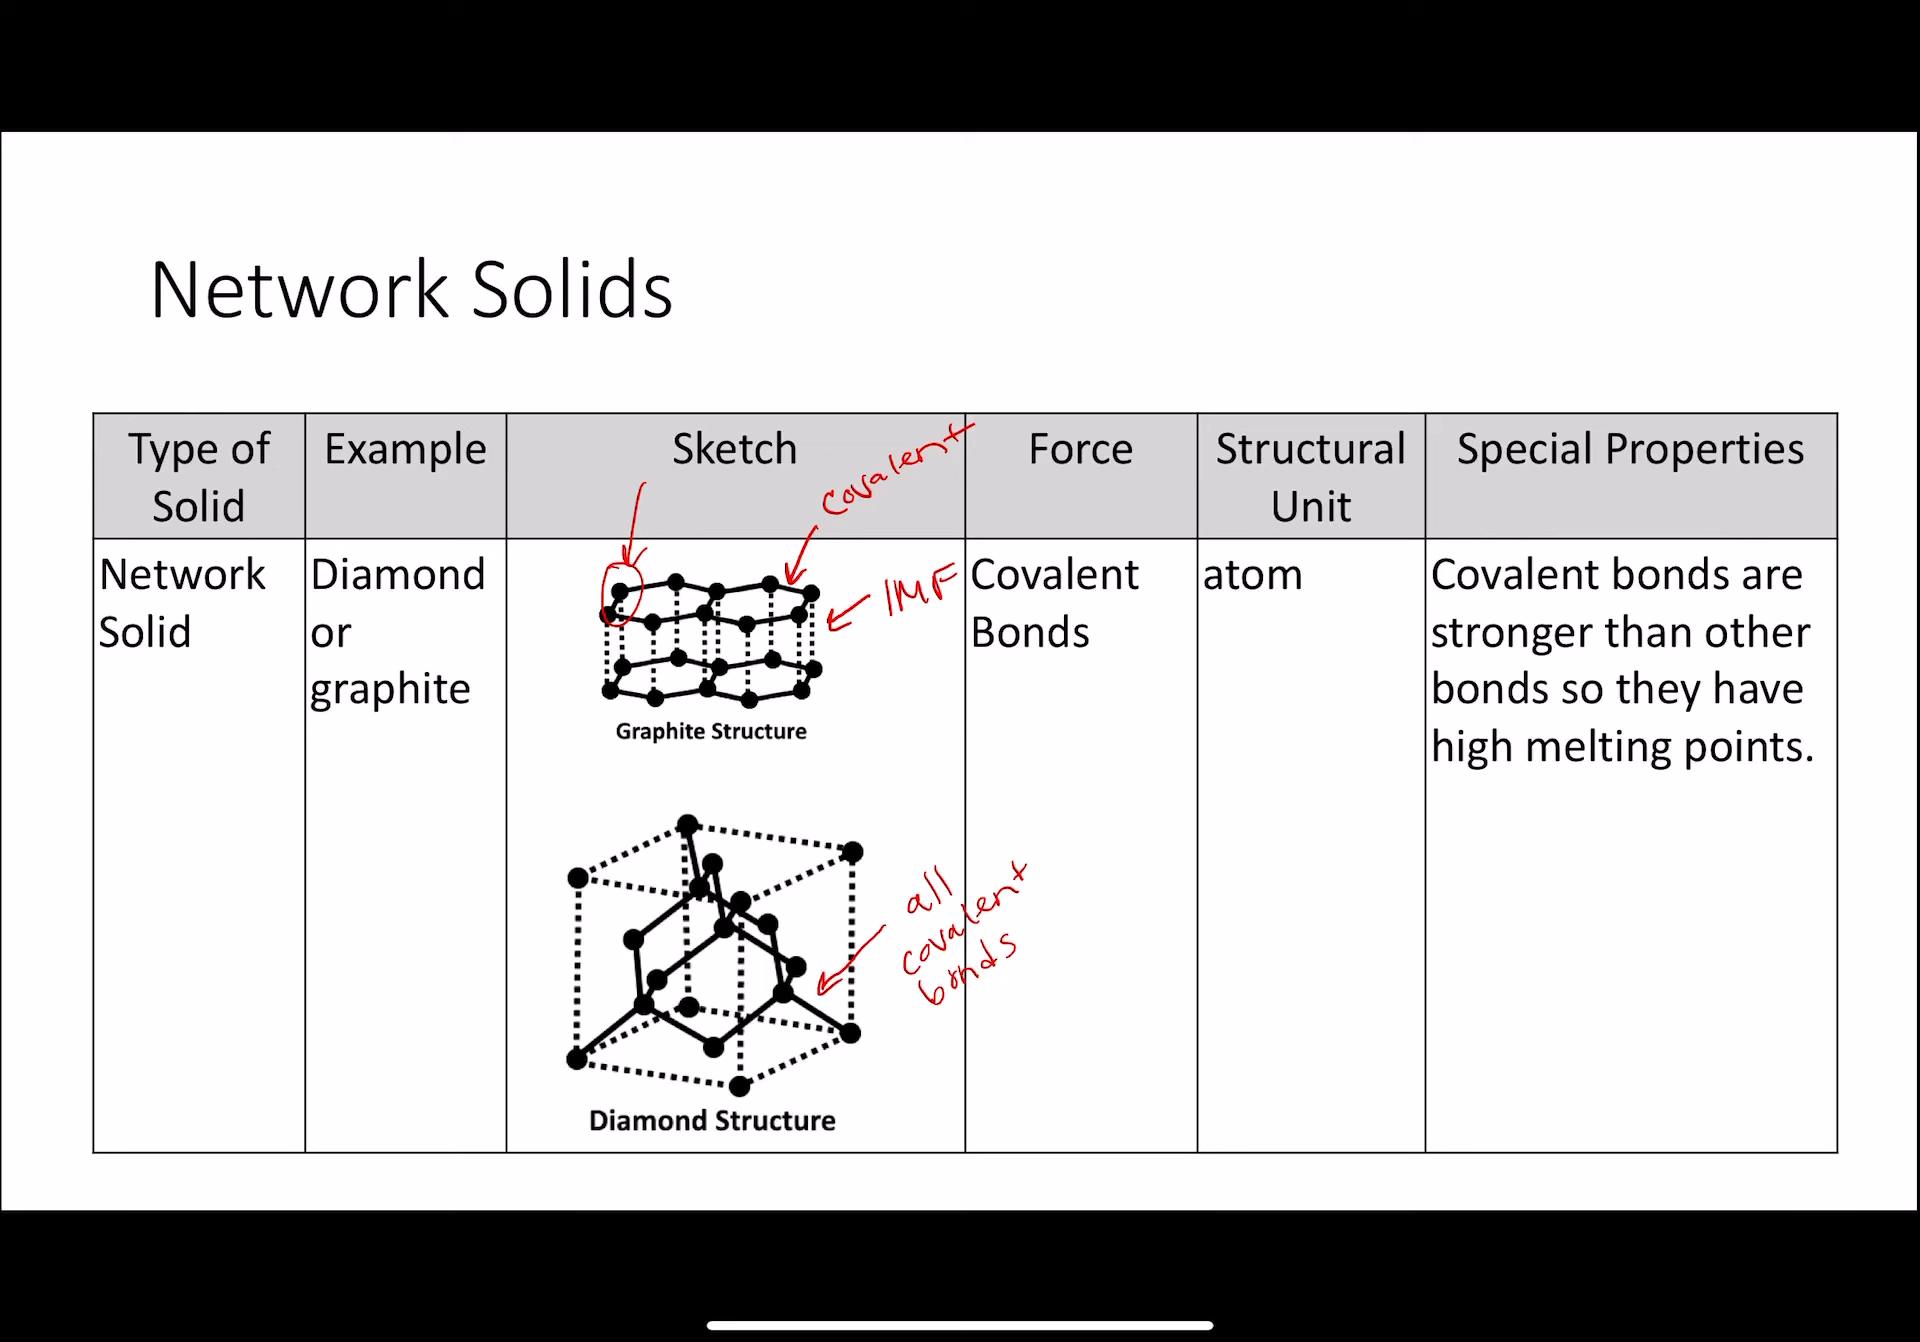 Network Solids
Type of Solid
Example
Sketch
Force
Structural Unit
Special Properties
Network
Solid
Diamond
or
graphite
covalent
IMF
Graphite Structure
all
covalent
bonds
Diamond Structure
Covalent
Bonds
atom
Covalent bonds are
stronger than other
bonds so they have
high melting points.